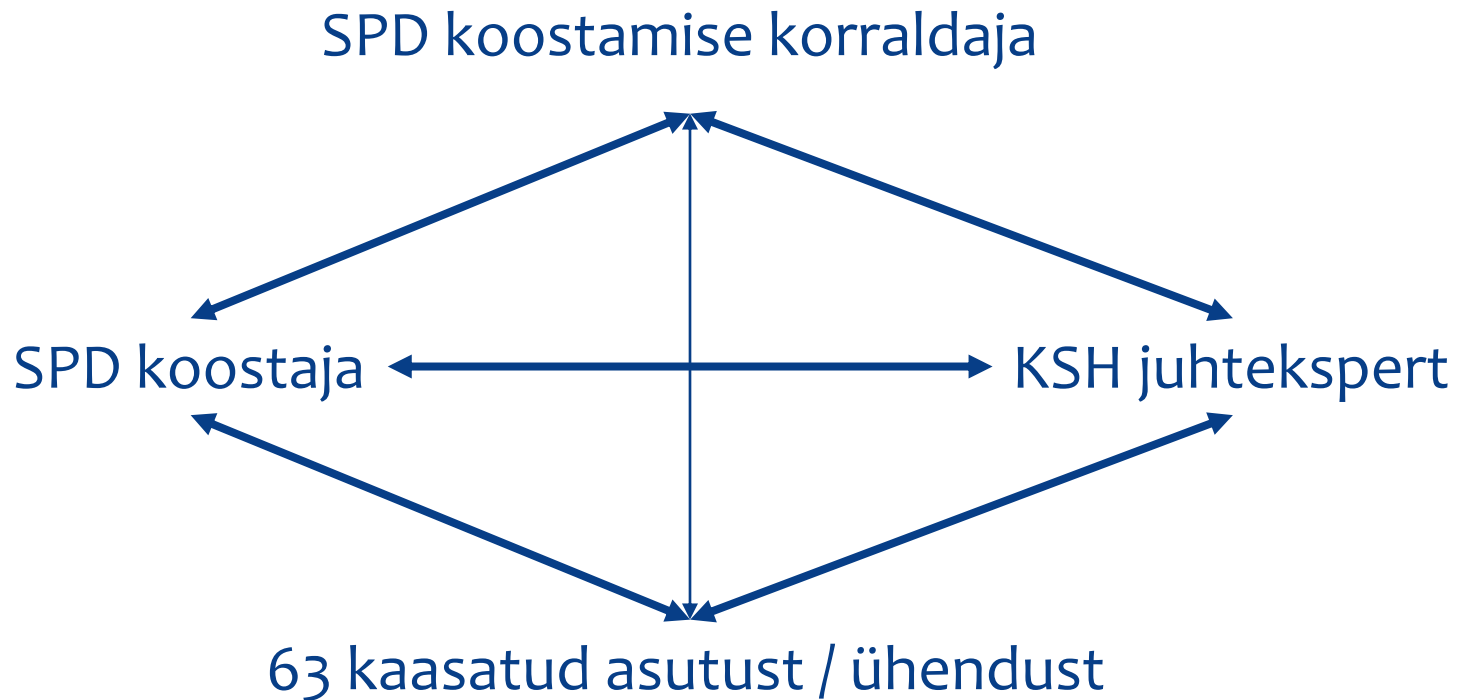 SPD koostamise korraldaja
SPD koostaja
KSH juhtekspert
63 kaasatud asutust / ühendust